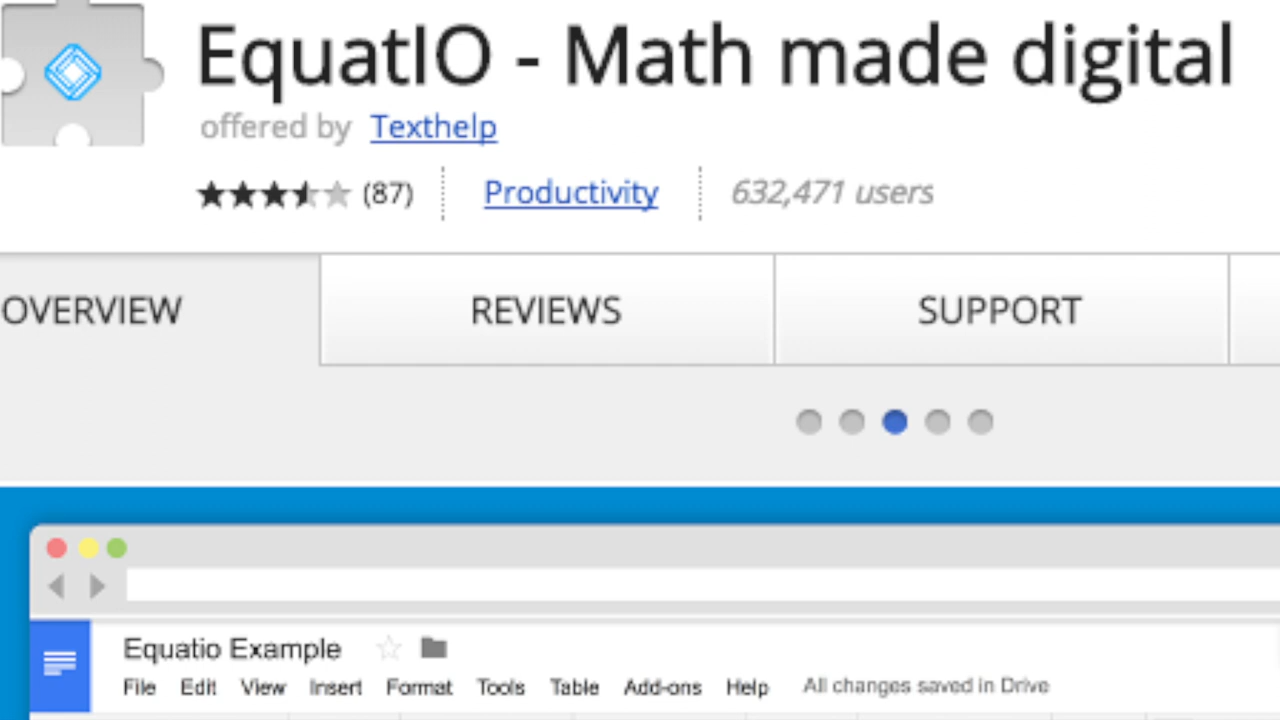 EquatIO - Math made digital
offered by Texthelp
(87) Productivity 632,471 users
OVERVIEW REVIEWS SUPPORT
Equatio Example
File Edit View Insert Format Tools Table Add-ons Help All changes saved in Drive